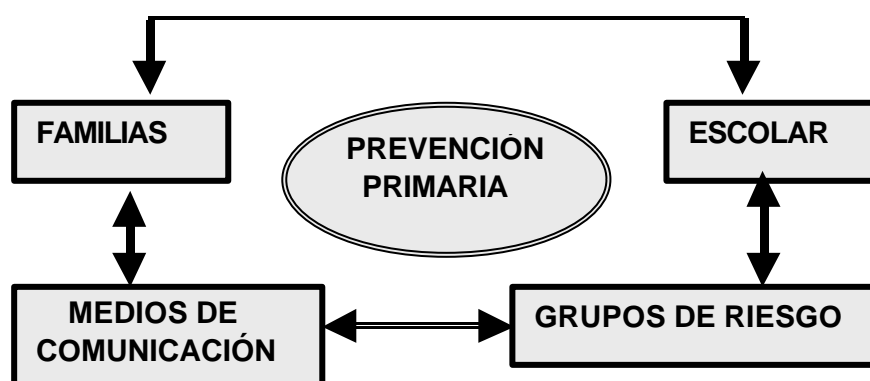 FAMILIAS
ESCOLAR
PREVENCIÓN
PRIMARIA
MEDIOS DE
COMUNICACIÓN
GRUPOS DE RIESGO